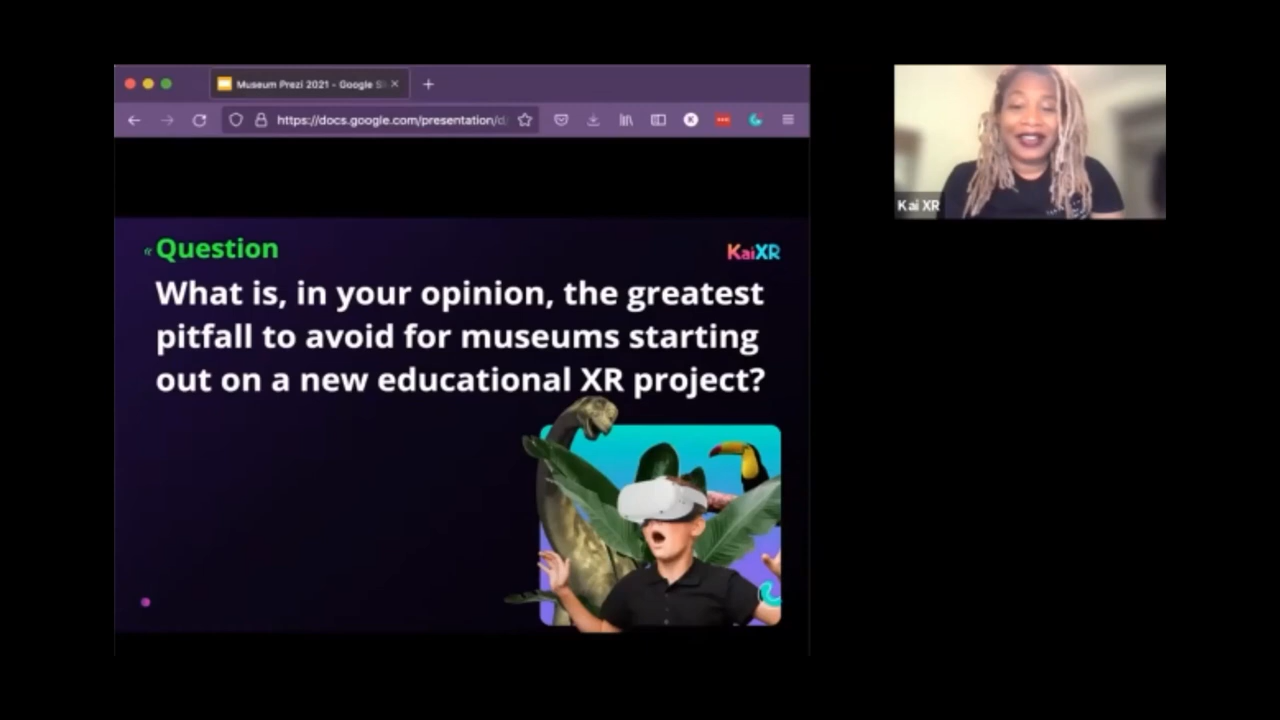 Museum Prezi 2021 - Google Sl
https://docs.google.com/presentation/d
Question
KaiXR
What is, in your opinion, the greatest
pitfall to avoid for museums starting
out on a new educational XR project?
Kai XR